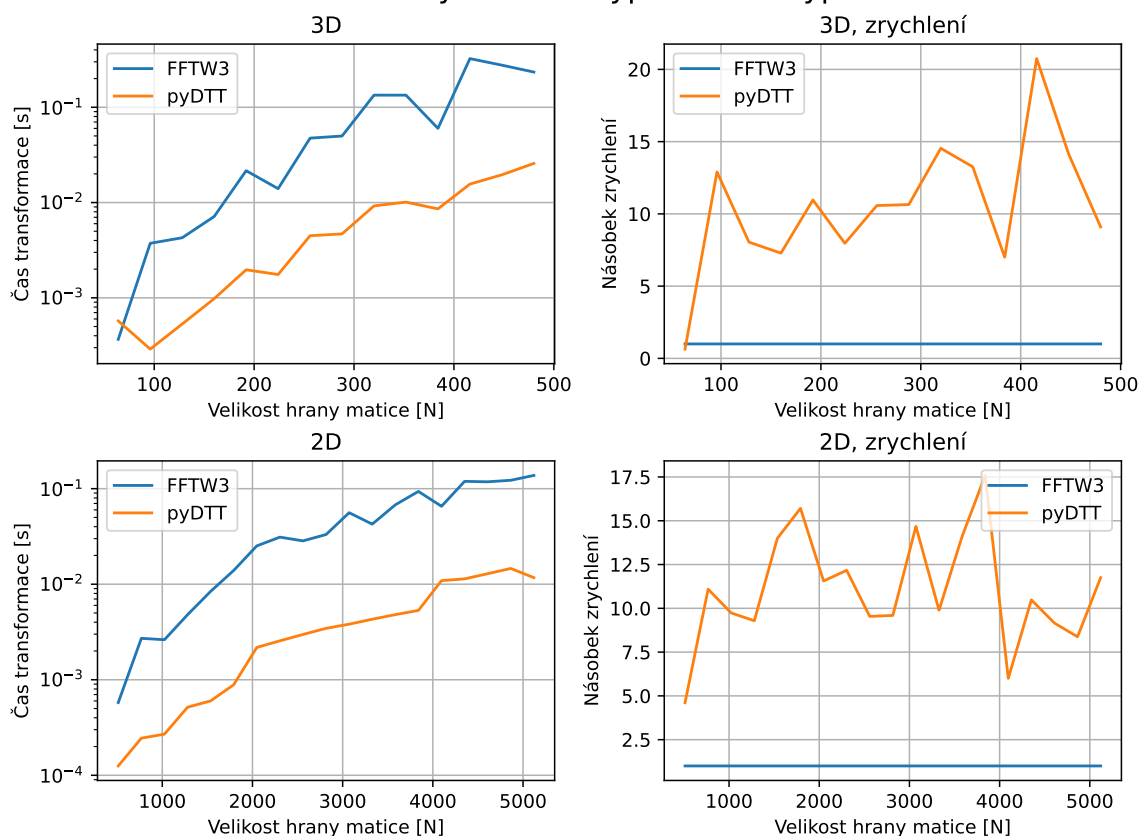 3D
FFTW3
pyDTT
Čas transformace [s]
10⁻¹
10⁻²
10⁻³
100
200
300
400
500
Velikost hrany matice [N]
3D, zrychlení
FFTW3
pyDTT
Násobek zrychlení
20
15
10
5
0
100
200
300
400
500
Velikost hrany matice [N]
2D
FFTW3
pyDTT
Čas transformace [s]
10⁻¹
10⁻²
10⁻³
10⁻⁴
1000
2000
3000
4000
5000
Velikost hrany matice [N]
2D, zrychlení
FFTW3
pyDTT
Násobek zrychlení
17.5
15.0
12.5
10.0
7.5
5.0
2.5
1000
2000
3000
4000
5000
Velikost hrany matice [N]